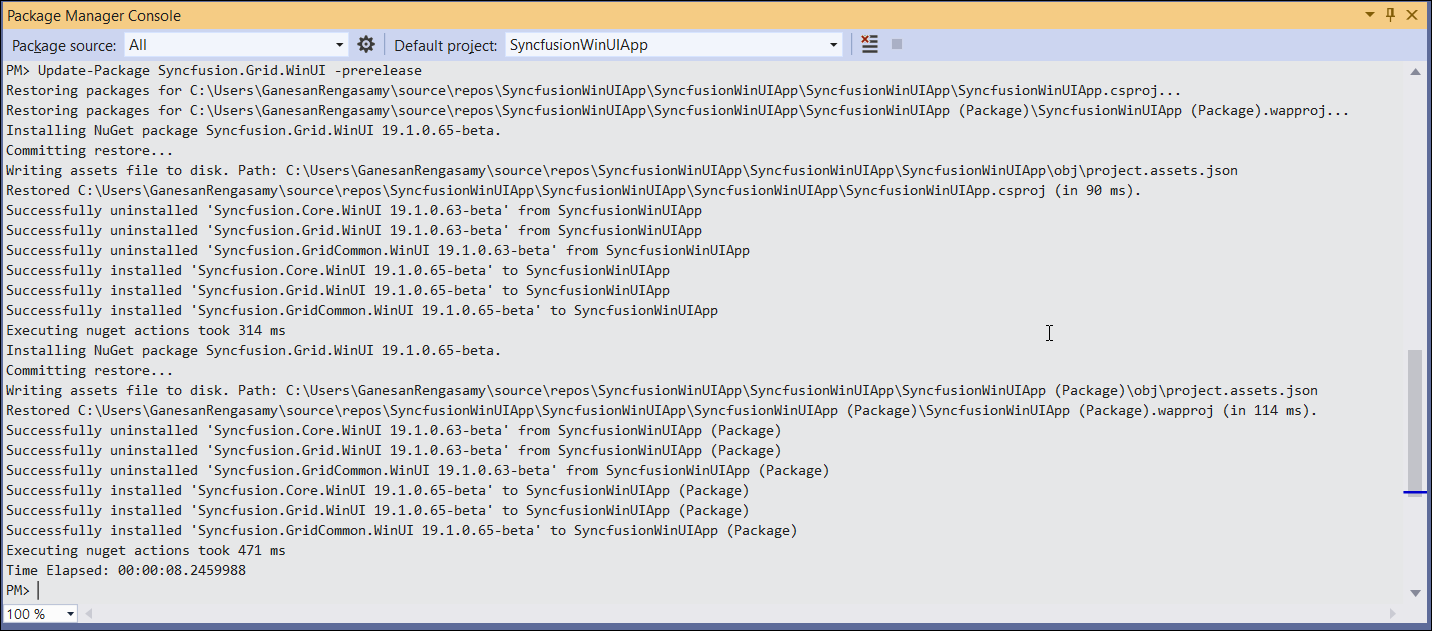 Package Manager Console
Package source: All Default project: SyncfusionWinUIApp
PM> Update-Package Syncfusion.Grid.WinUI -prerelease
Restoring packages for C:\Users\GanesanRengasamy\source\repos\SyncfusionWinUIApp\SyncfusionWinUIApp\SyncfusionWinUIApp\SyncfusionWinUIApp.csproj...
Restoring packages for C:\Users\GanesanRengasamy\source\repos\SyncfusionWinUIApp\SyncfusionWinUIApp\SyncfusionWinUIApp (Package)\SyncfusionWinUIApp (Package).wapproj...
Installing NuGet package Syncfusion.Grid.WinUI 19.1.0.65-beta.
Committing restore...
Writing assets file to disk. Path: C:\Users\GanesanRengasamy\source\repos\SyncfusionWinUIApp\SyncfusionWinUIApp\SyncfusionWinUIApp\obj\project.assets.json
Restored C:\Users\GanesanRengasamy\source\repos\SyncfusionWinUIApp\SyncfusionWinUIApp\SyncfusionWinUIApp\SyncfusionWinUIApp.csproj (in 90 ms).
Successfully uninstalled 'Syncfusion.Core.WinUI 19.1.0.63-beta' from SyncfusionWinUIApp
Successfully uninstalled 'Syncfusion.Grid.WinUI 19.1.0.63-beta' from SyncfusionWinUIApp
Successfully uninstalled 'Syncfusion.GridCommon.WinUI 19.1.0.63-beta' from SyncfusionWinUIApp
Successfully installed 'Syncfusion.Core.WinUI 19.1.0.65-beta' to SyncfusionWinUIApp
Successfully installed 'Syncfusion.Grid.WinUI 19.1.0.65-beta' to SyncfusionWinUIApp
Successfully installed 'Syncfusion.GridCommon.WinUI 19.1.0.65-beta' to SyncfusionWinUIApp
Executing nuget actions took 314 ms
Installing NuGet package Syncfusion.Grid.WinUI 19.1.0.65-beta.
Committing restore...
Writing assets file to disk. Path: C:\Users\GanesanRengasamy\source\repos\SyncfusionWinUIApp\SyncfusionWinUIApp\SyncfusionWinUIApp (Package)\obj\project.assets.json
Restored C:\Users\GanesanRengasamy\source\repos\SyncfusionWinUIApp\SyncfusionWinUIApp\SyncfusionWinUIApp (Package)\SyncfusionWinUIApp (Package).wapproj (in 114 ms).
Successfully uninstalled 'Syncfusion.Core.WinUI 19.1.0.63-beta' from SyncfusionWinUIApp (Package)
Successfully uninstalled 'Syncfusion.Grid.WinUI 19.1.0.63-beta' from SyncfusionWinUIApp (Package)
Successfully uninstalled 'Syncfusion.GridCommon.WinUI 19.1.0.63-beta' from SyncfusionWinUIApp (Package)
Successfully installed 'Syncfusion.Core.WinUI 19.1.0.65-beta' to SyncfusionWinUIApp (Package)
Successfully installed 'Syncfusion.Grid.WinUI 19.1.0.65-beta' to SyncfusionWinUIApp (Package)
Successfully installed 'Syncfusion.GridCommon.WinUI 19.1.0.65-beta' to SyncfusionWinUIApp (Package)
Executing nuget actions took 471 ms
Time Elapsed: 00:00:08.2459988
PM>
100 %